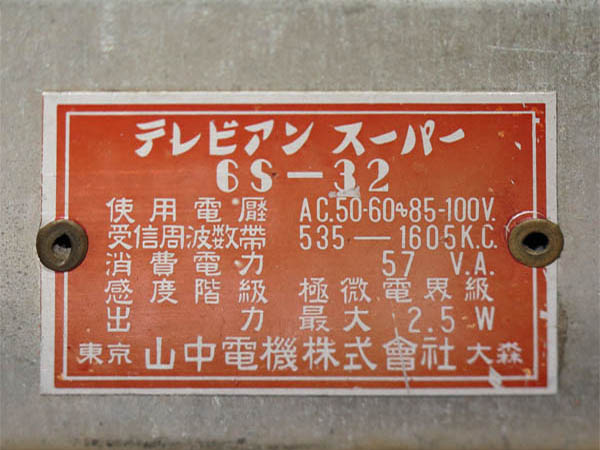 テレビアン スーパー
6S-32
使用電壓 A.C.50-60∿85-100V.
受信周波数帶 535—1605K.C.
消費電力 57 V.A.
感度階級 極微電界級
出力 最大 2.5 W
東京 山中電機株式會社 大森